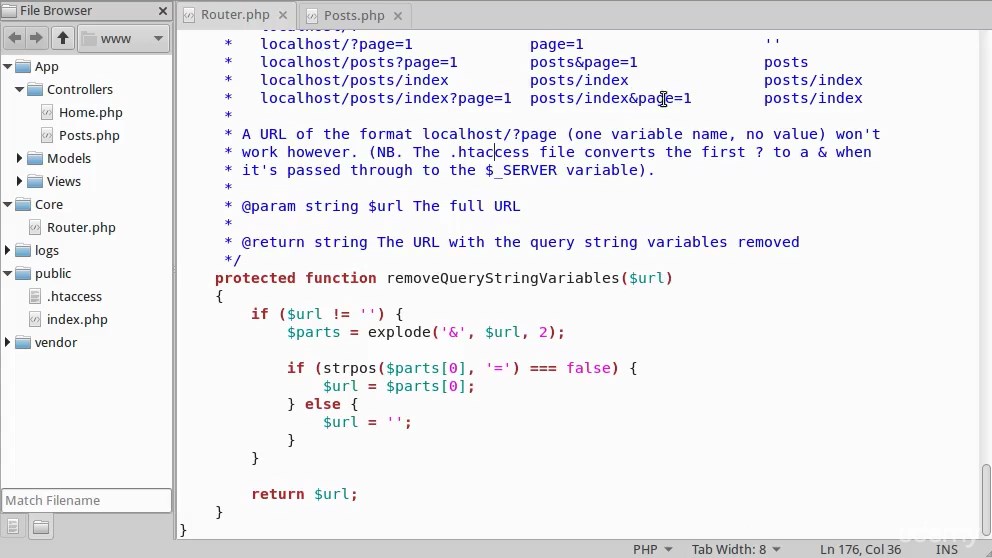 File Browser
Router.php
Posts.php
www
App
Controllers
Home.php
Posts.php
Models
Views
Core
Router.php
logs
public
.htaccess
index.php
vendor
Match Filename
* localhost/?page=1 page=1 ''
* localhost/posts?page=1 posts&page=1 posts
* localhost/posts/index posts/index posts/index
* localhost/posts/index?page=1 posts/index&page=1 posts/index
*
* A URL of the format localhost/?page (one variable name, no value) won't
* work however. (NB. The .htaccess file converts the first ? to a & when
* it's passed through to the $_SERVER variable).
*
* @param string $url The full URL
*
* @return string The URL with the query string variables removed
*/
protected function removeQueryStringVariables($url)
{
if ($url != '') {
$parts = explode('&', $url, 2);
if (strpos($parts[0], '=') === false) {
$url = $parts[0];
} else {
$url = '';
}
}
return $url;
}
}
PHP Tab Width: 8 Ln 176, Col 36 INS
udemy